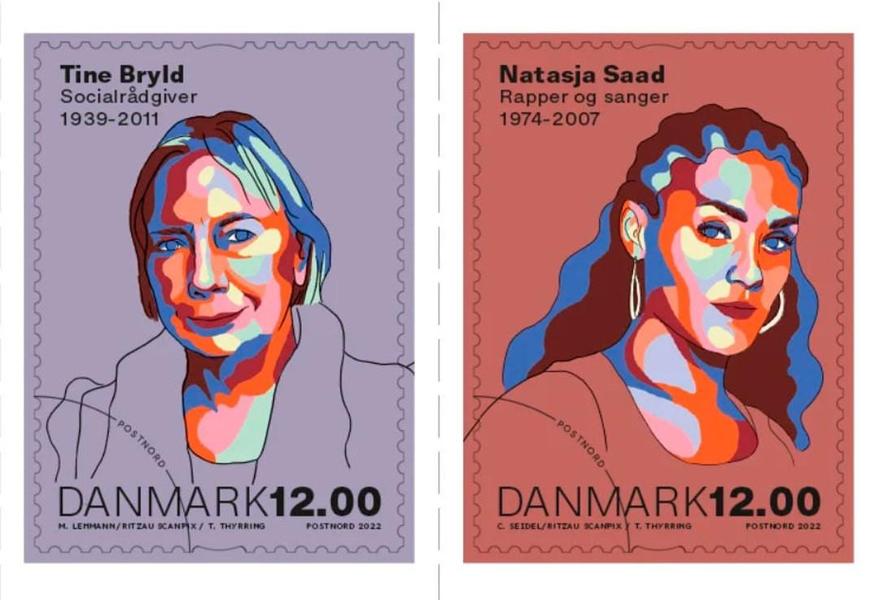 Tine Bryld
Socialrådgiver
1939-2011
POSTNORD
DANMARK12.00
M. LEHMANN/RITZAU SCANPIX / T. THYRRING
POSTNORD 2022
Natasja Saad
Rapper og sanger
1974-2007
POSTNORD
DANMARK12.00
C. SEIDEL/RITZAU SCANPIX / T. THYRRING
POSTNORD 2022